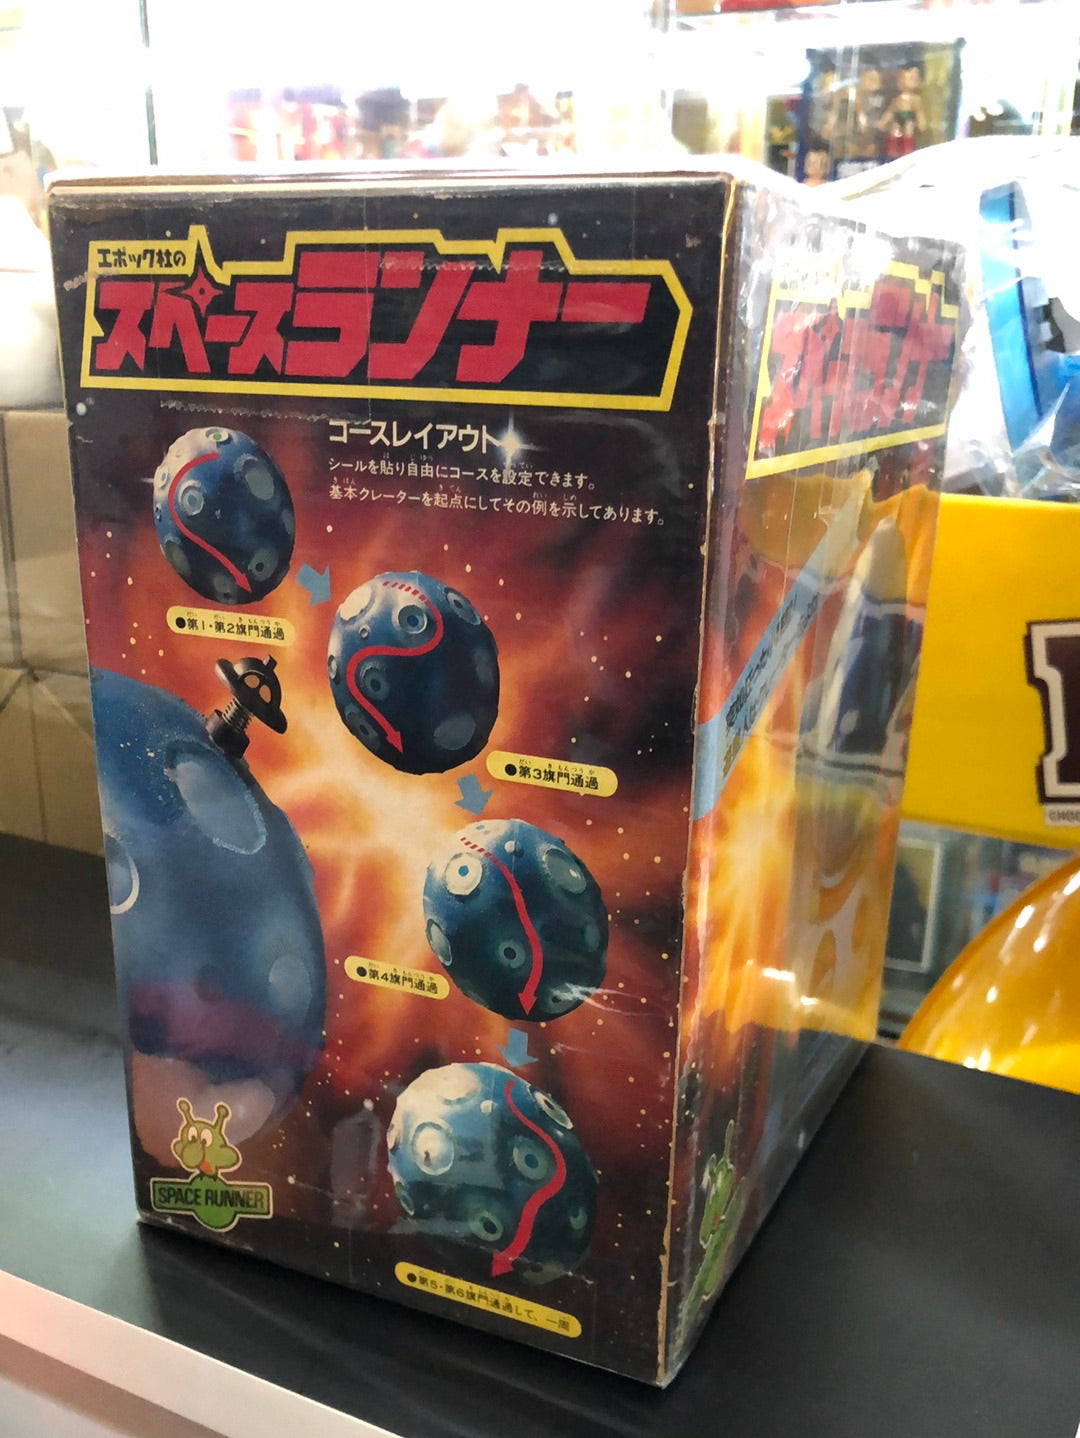 エポック社の
スペースランナー
コースレイアウト
シールを貼り自由にコースを設定できます。
基本クレーターを起点にしてその例を示してあります。
●第1・第2旗門通過
●第3旗門通過
●第4旗門通過
●第5・第6旗門通過して、一周
SPACE RUNNER